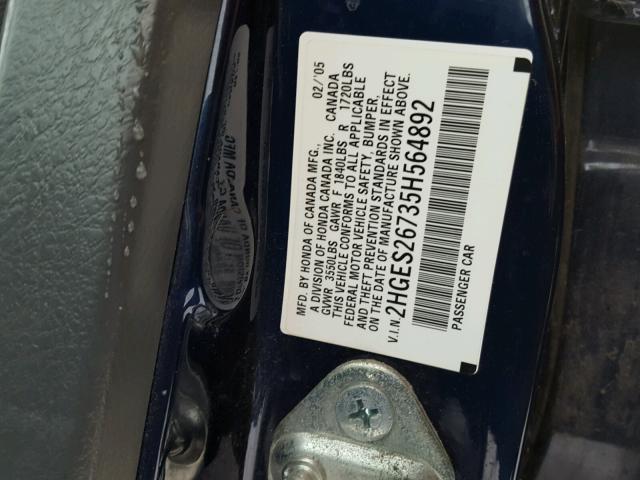 MFD. BY HONDA OF CANADA MFG., 02/'05
A DIVISION OF HONDA CANADA INC. CANADA
GVWR 3550LBS GAWR F 1840LBS R 1720LBS
THIS VEHICLE CONFORMS TO ALL APPLICABLE
FEDERAL MOTOR VEHICLE SAFETY, BUMPER,
AND THEFT PREVENTION STANDARDS IN EFFECT
ON THE DATE OF MANUFACTURE SHOWN ABOVE.
V.I.N. 2HGES26735H564892
PASSENGER CAR